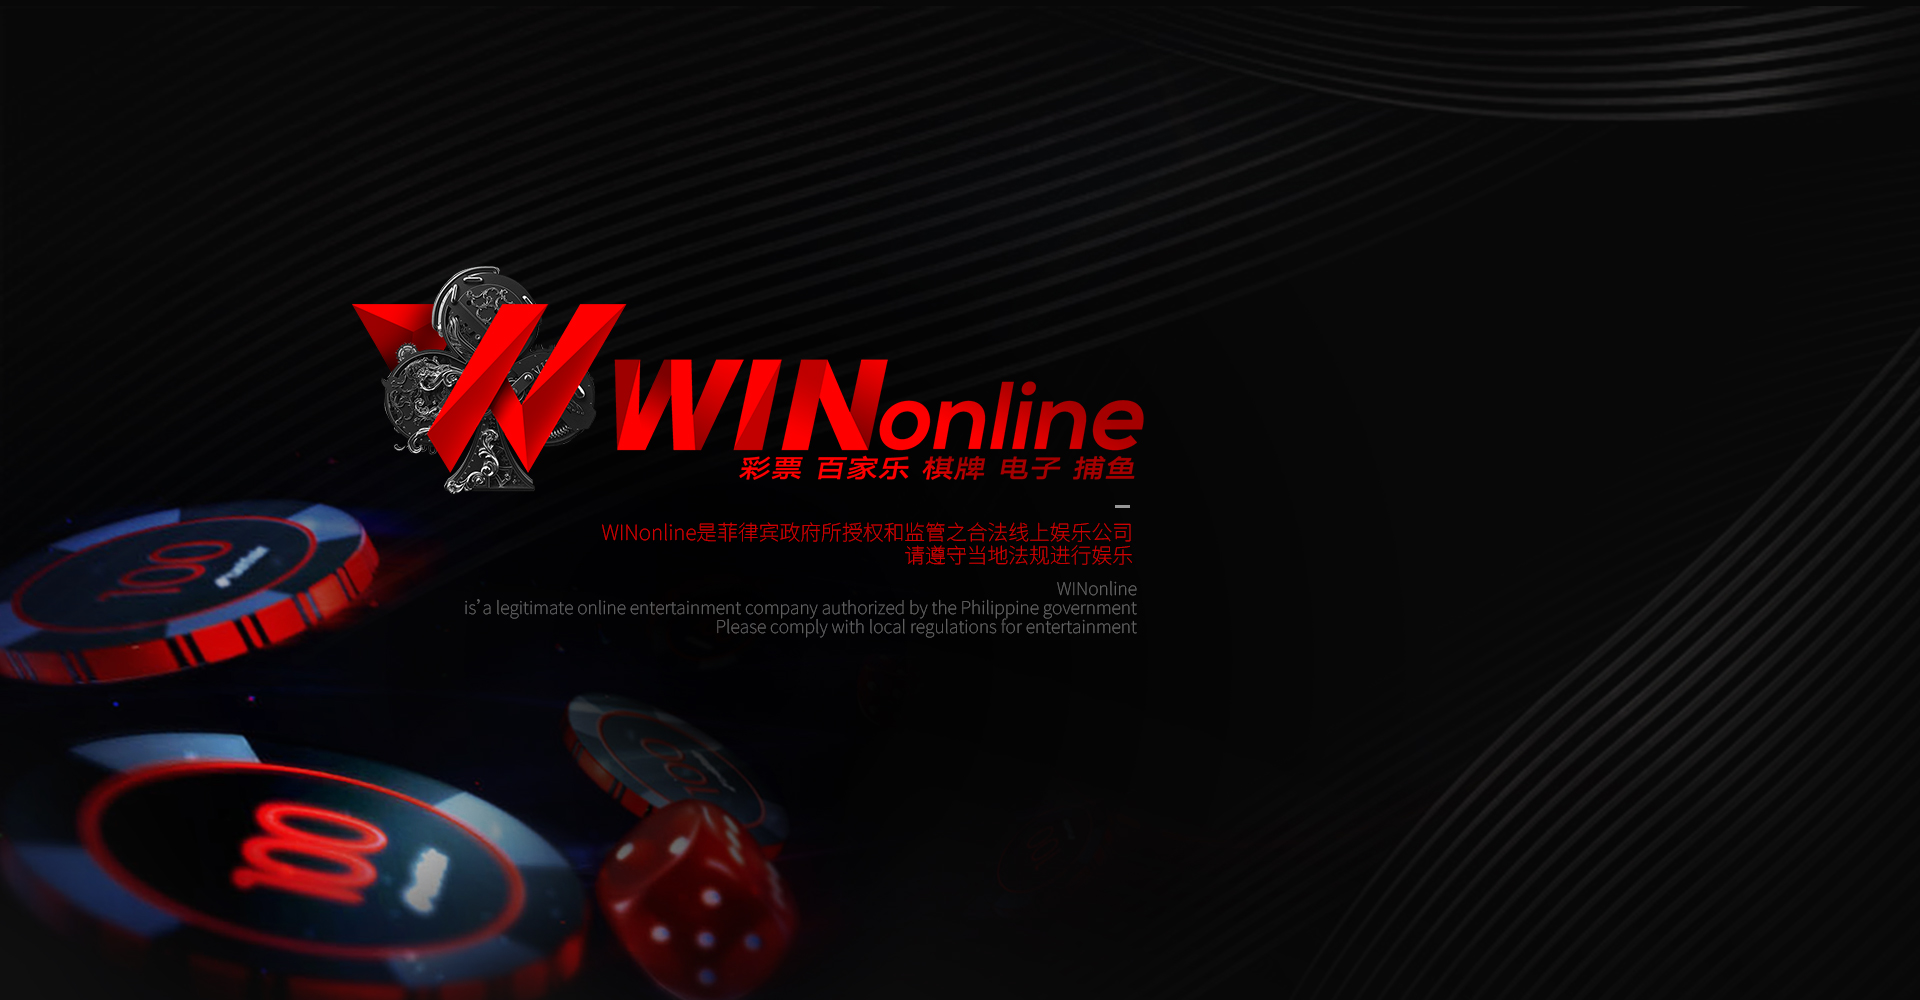 WINonline
彩票 百家乐 棋牌 电子 捕鱼
WINonline是菲律宾政府所授权和监管之合法线上娱乐公司
请遵守当地法规进行娱乐
WINonline
is’a legitimate online entertainment company authorized by the Philippine government
Please comply with local regulations for entertainment
100
100
100